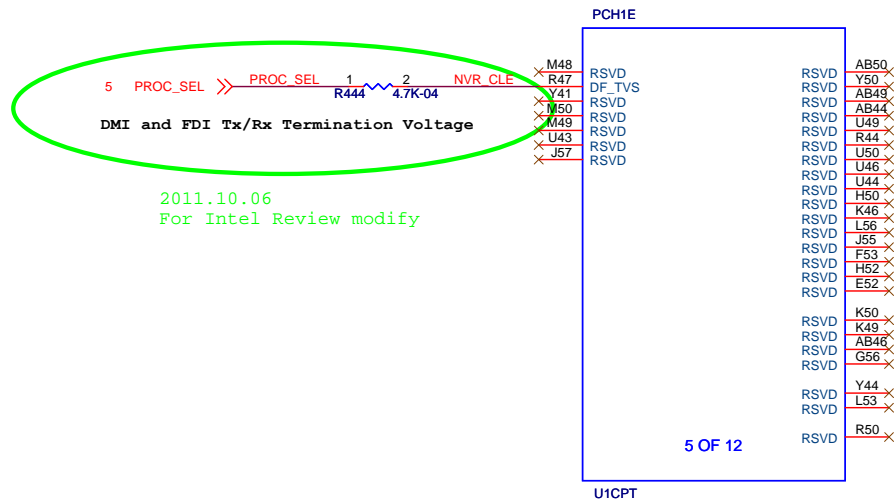 PCH1E
M48 RSVD
R47 DF_TVS
Y41 RSVD
M50 RSVD
M49 RSVD
U43 RSVD
J57 RSVD
5 PROC_SEL PROC_SEL 1 2 NVR_CLE
R444 4.7K-04
DMI and FDI Tx/Rx Termination Voltage
2011.10.06
For Intel Review modify
RSVD AB50
RSVD Y50
RSVD AB49
RSVD AB44
RSVD U49
RSVD R44
RSVD U50
RSVD U46
RSVD U44
RSVD H50
RSVD K46
RSVD L56
RSVD J55
RSVD F53
RSVD H52
RSVD E52
RSVD K50
RSVD K49
RSVD AB46
RSVD G56
RSVD Y44
RSVD L53
RSVD R50
5 OF 12
U1CPT